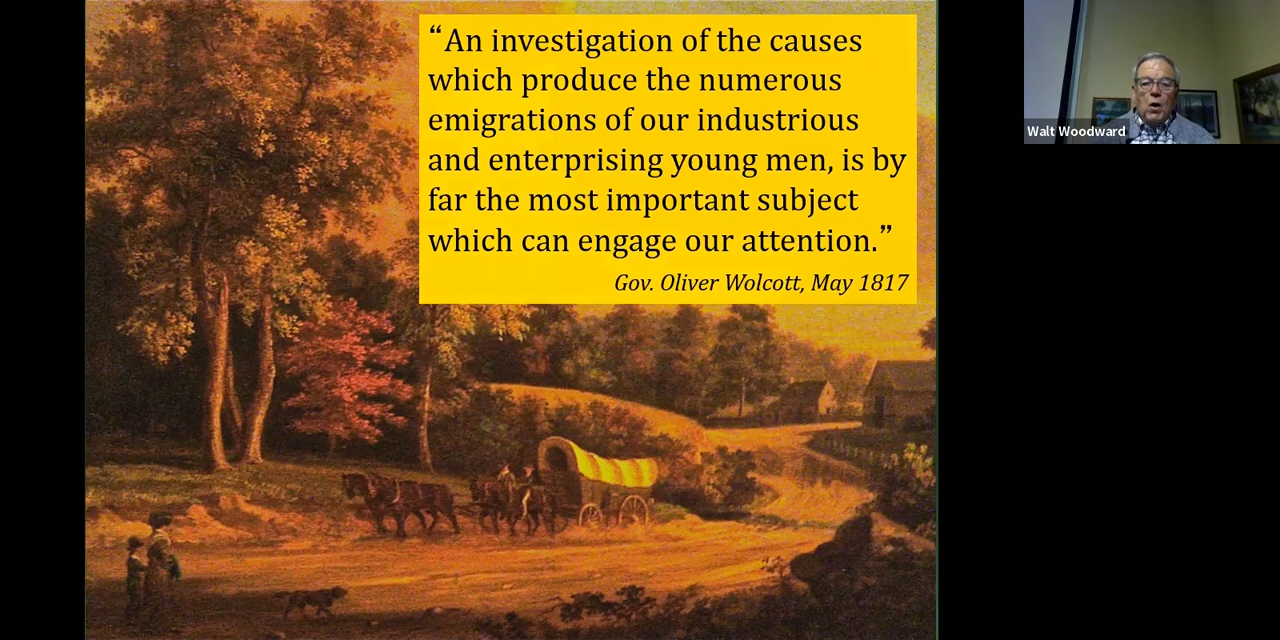 “An investigation of the causes
which produce the numerous
emigrations of our industrious
and enterprising young men, is by
far the most important subject
which can engage our attention.”
Gov. Oliver Wolcott, May 1817
Walt Woodward